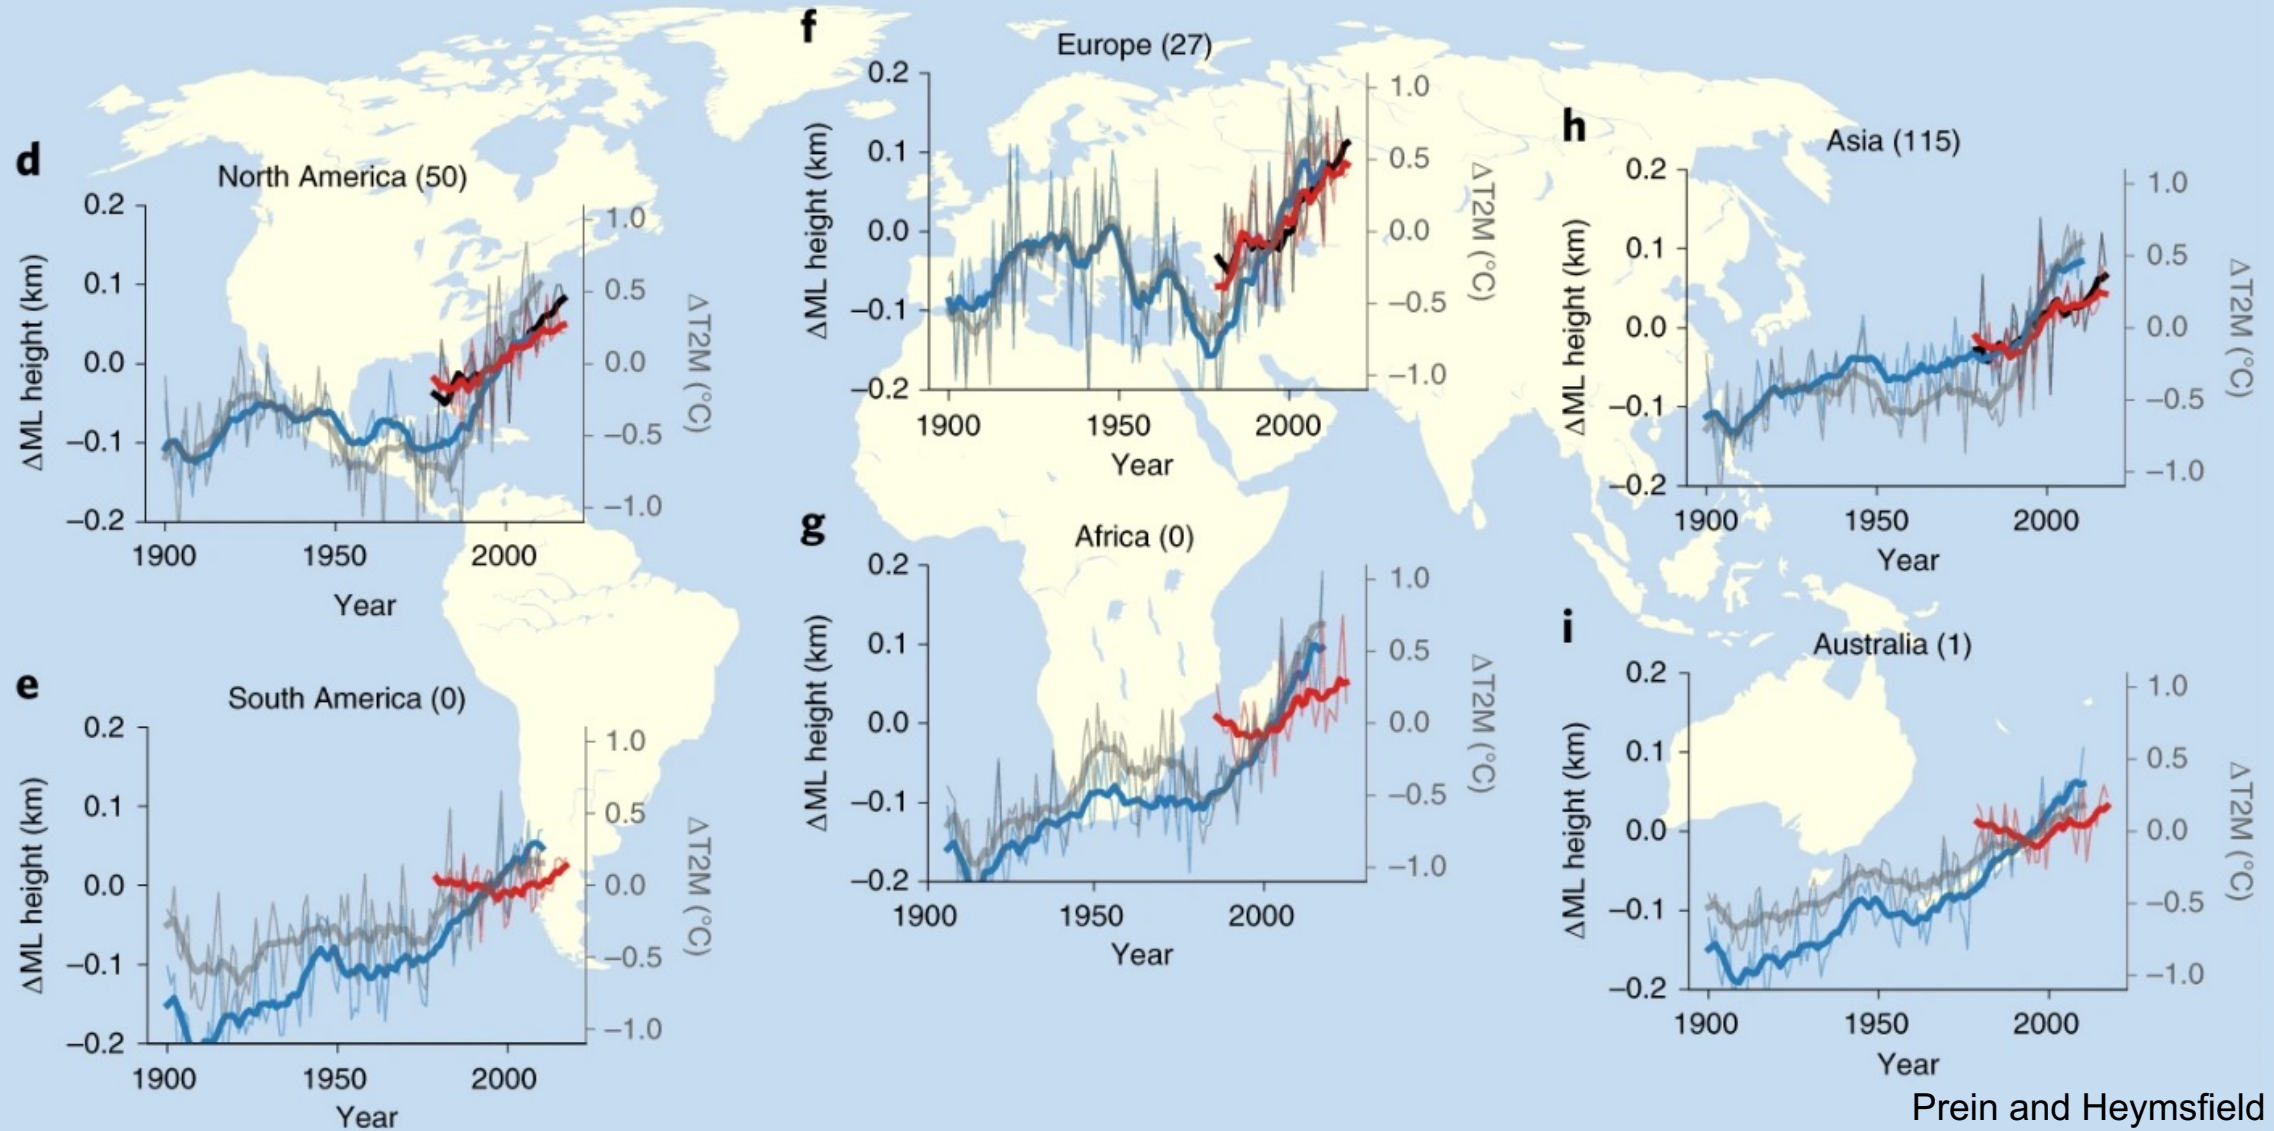 d
North America (50)
0.2
0.1
0.0
−0.1
−0.2
ΔML height (km)
1.0
0.5
0.0
−0.5
−1.0
ΔT2M (°C)
1900
1950
2000
Year
e
South America (0)
0.2
0.1
0.0
−0.1
−0.2
ΔML height (km)
1.0
0.5
0.0
−0.5
−1.0
ΔT2M (°C)
1900
1950
2000
Year
f
Europe (27)
0.2
0.1
0.0
−0.1
−0.2
ΔML height (km)
1.0
0.5
0.0
−0.5
−1.0
ΔT2M (°C)
1900
1950
2000
Year
g
Africa (0)
0.2
0.1
0.0
−0.1
−0.2
ΔML height (km)
1.0
0.5
0.0
−0.5
−1.0
ΔT2M (°C)
1900
1950
2000
Year
h
Asia (115)
0.2
0.1
0.0
−0.1
−0.2
ΔML height (km)
1.0
0.5
0.0
−0.5
−1.0
ΔT2M (°C)
1900
1950
2000
Year
i
Australia (1)
0.2
0.1
0.0
−0.1
−0.2
ΔML height (km)
1.0
0.5
0.0
−0.5
−1.0
ΔT2M (°C)
1900
1950
2000
Year
Prein and Heymsfield